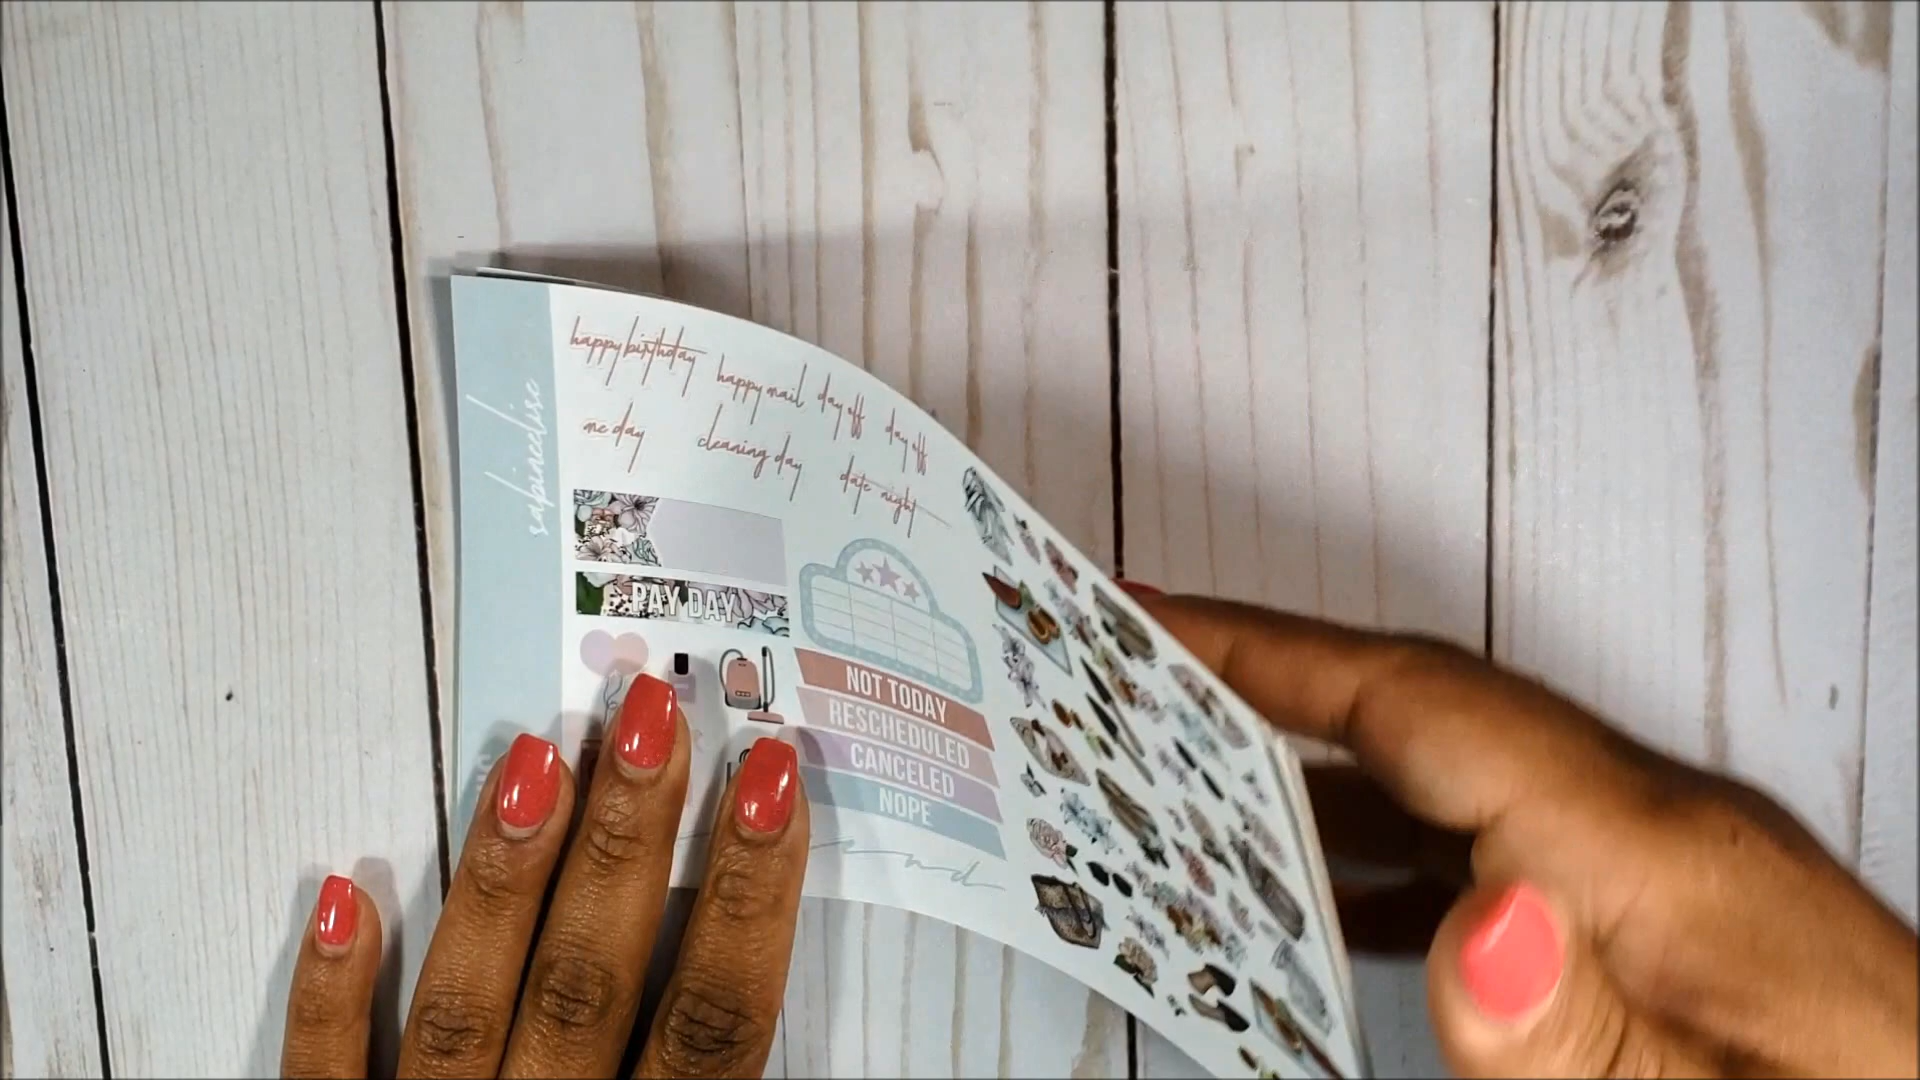 sabineelise
happy birthday
happy mail
day off
day off
me day
cleaning day
date night
PAY DAY
NOT TODAY
RESCHEDULED
CANCELED
NOPE